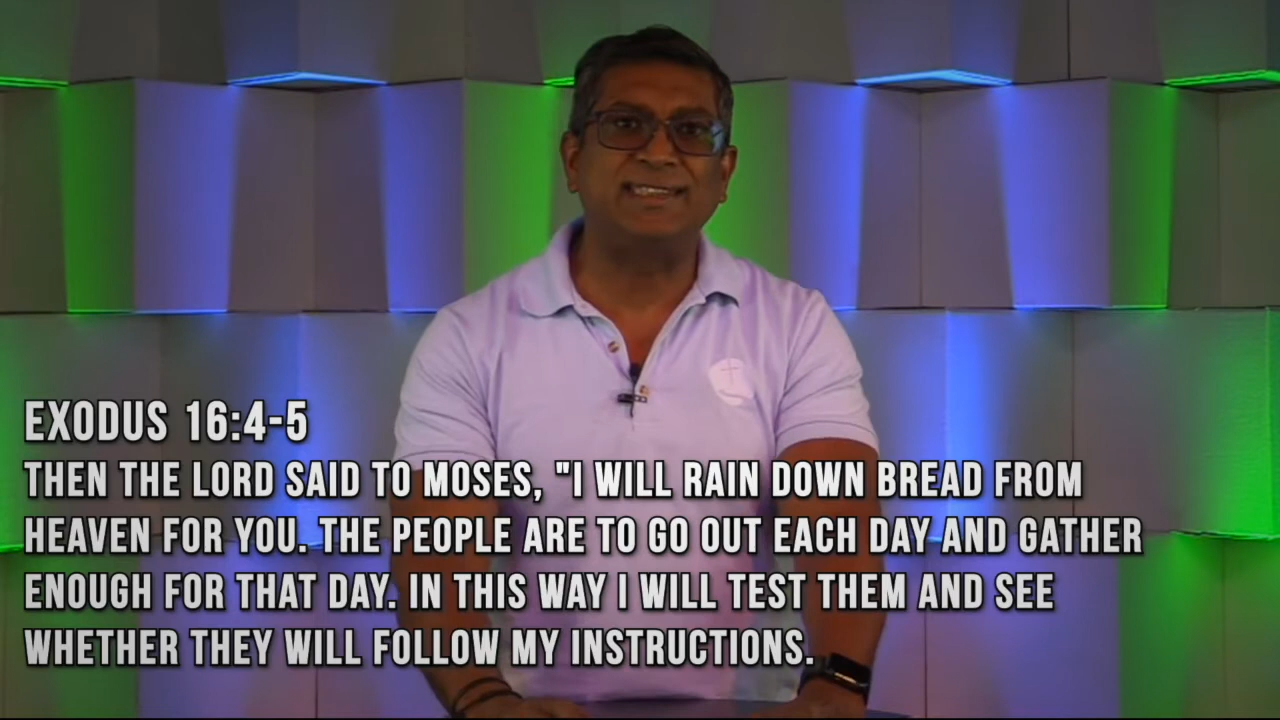 EXODUS 16:4-5
THEN THE LORD SAID TO MOSES, "I WILL RAIN DOWN BREAD FROM
HEAVEN FOR YOU. THE PEOPLE ARE TO GO OUT EACH DAY AND GATHER
ENOUGH FOR THAT DAY. IN THIS WAY I WILL TEST THEM AND SEE
WHETHER THEY WILL FOLLOW MY INSTRUCTIONS.